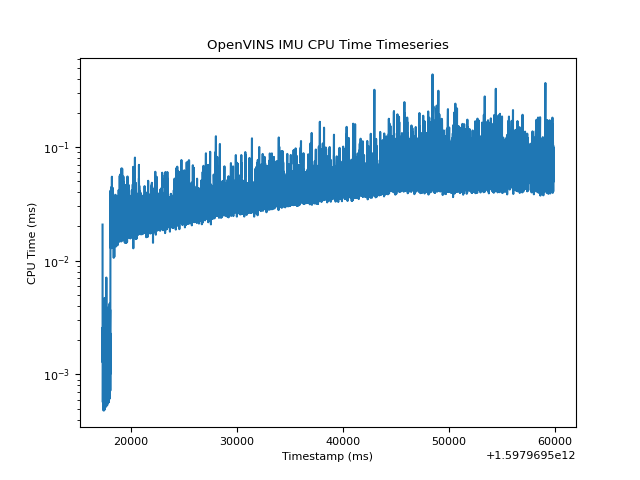 OpenVINS IMU CPU Time Timeseries
CPU Time (ms)
10⁻¹
10⁻²
10⁻³
20000 30000 40000 50000 60000
Timestamp (ms)
+1.5979695e12